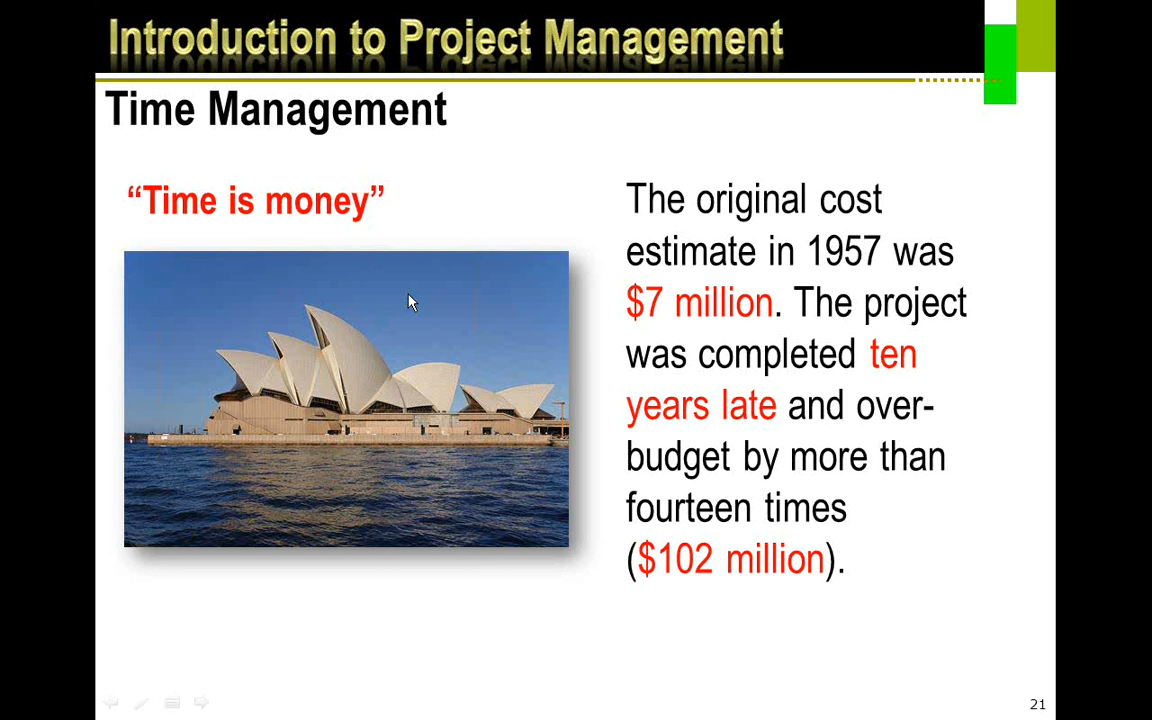 Introduction to Project Management
Time Management
“Time is money”
The original cost
estimate in 1957 was
$7 million. The project
was completed ten
years late and over-
budget by more than
fourteen times
($102 million).
21